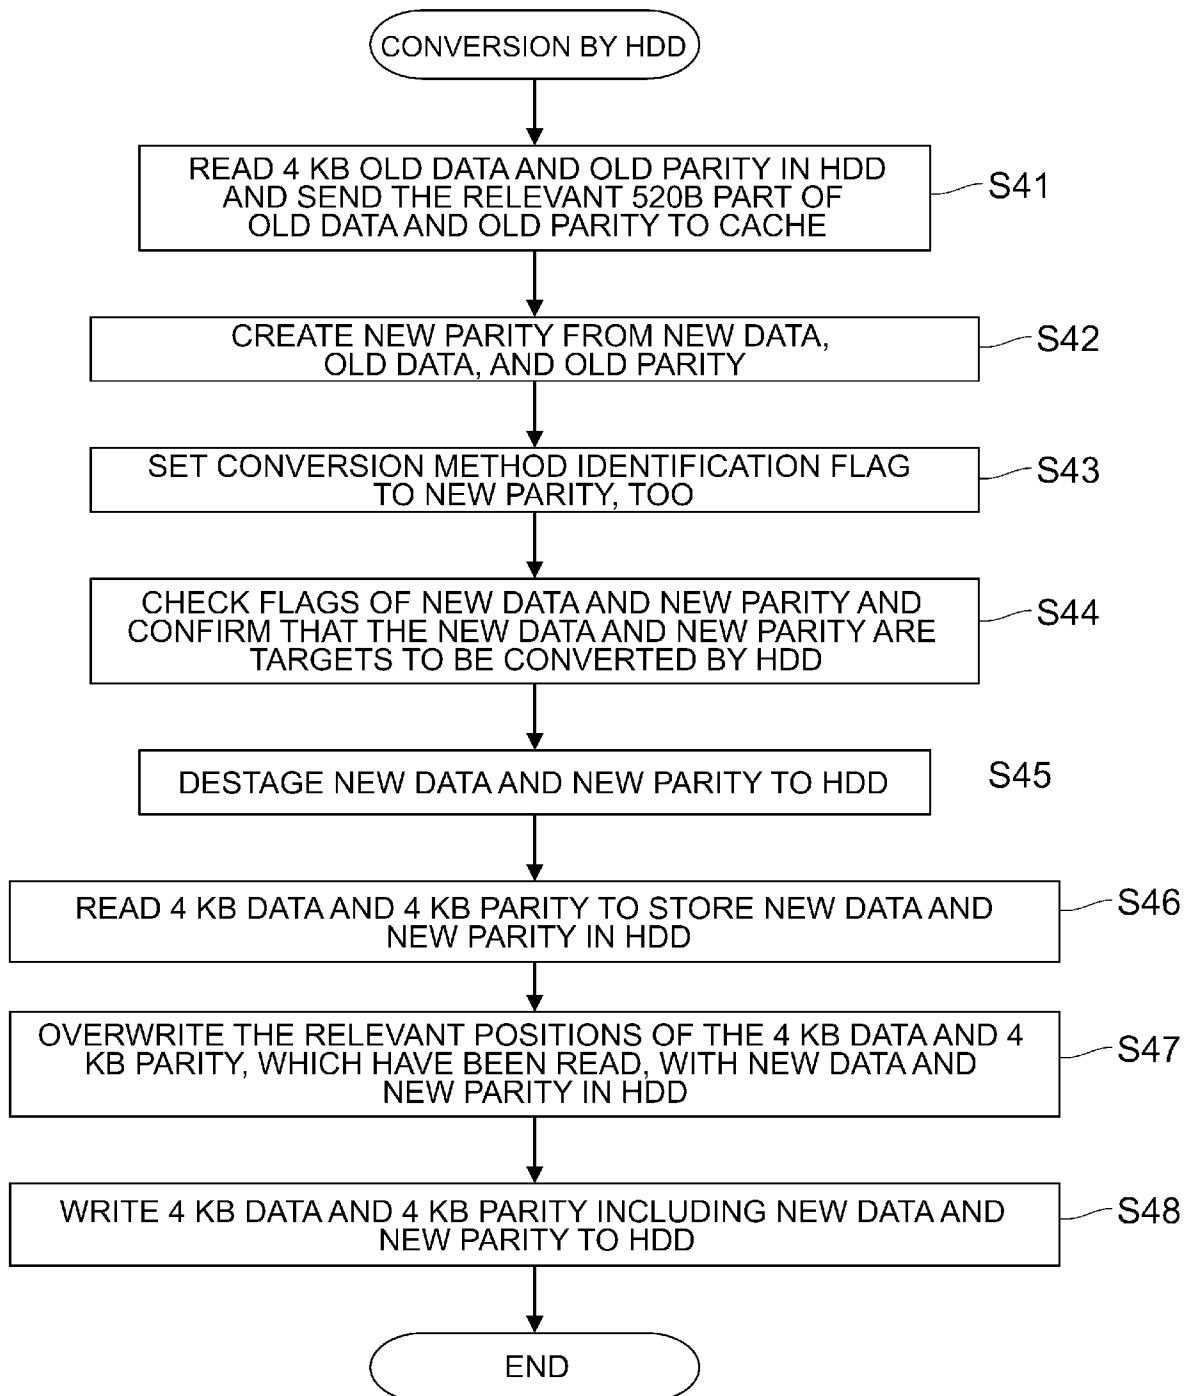 CONVERSION BY HDD
READ 4 KB OLD DATA AND OLD PARITY IN HDD
AND SEND THE RELEVANT 520B PART OF
OLD DATA AND OLD PARITY TO CACHE
S41
CREATE NEW PARITY FROM NEW DATA,
OLD DATA, AND OLD PARITY
S42
SET CONVERSION METHOD IDENTIFICATION FLAG
TO NEW PARITY, TOO
S43
CHECK FLAGS OF NEW DATA AND NEW PARITY AND
CONFIRM THAT THE NEW DATA AND NEW PARITY ARE
TARGETS TO BE CONVERTED BY HDD
S44
DESTAGE NEW DATA AND NEW PARITY TO HDD
S45
READ 4 KB DATA AND 4 KB PARITY TO STORE NEW DATA AND
NEW PARITY IN HDD
S46
OVERWRITE THE RELEVANT POSITIONS OF THE 4 KB DATA AND 4
KB PARITY, WHICH HAVE BEEN READ, WITH NEW DATA AND
NEW PARITY IN HDD
S47
WRITE 4 KB DATA AND 4 KB PARITY INCLUDING NEW DATA AND
NEW PARITY TO HDD
S48
END